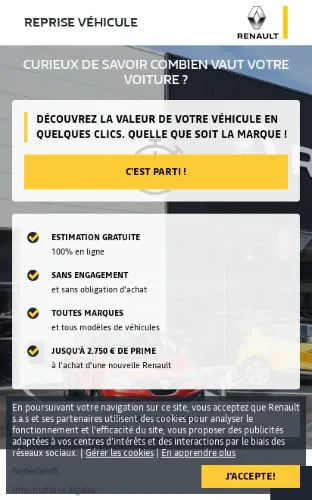 REPRISE VÉHICULE
RENAULT
CURIEUX DE SAVOIR COMBIEN VAUT VOTRE
VOITURE ?
DÉCOUVREZ LA VALEUR DE VOTRE VÉHICULE EN
QUELQUES CLICS. QUELLE QUE SOIT LA MARQUE !
C'EST PARTI !
ESTIMATION GRATUITE
100% en ligne
SANS ENGAGEMENT
et sans obligation d'achat
TOUTES MARQUES
et tous modèles de véhicules
JUSQU'À 2.750 € DE PRIME
à l'achat d'une nouvelle Renault
En poursuivant votre navigation sur ce site, vous acceptez que Renault
s.a.s et ses partenaires utilisent des cookies pour analyser le
fonctionnement et l'efficacité du site, vous proposer des publicités
adaptées à vos centres d'intérêts et des interactions par le biais des
réseaux sociaux. | Gérer les cookies | En apprendre plus
Nederlands
J'ACCEPTE!
Informations légales